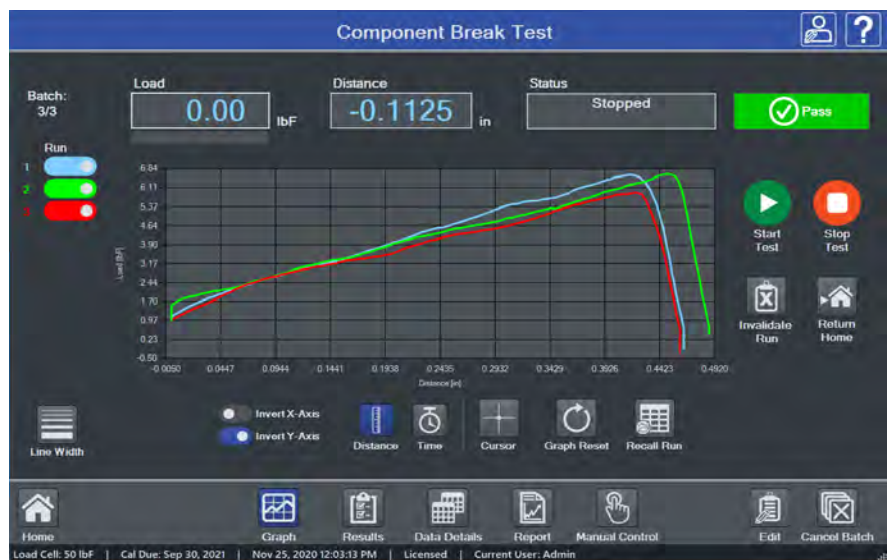 Component Break Test
?
Batch:
3/3
Load
0.00
lbF
Distance
-0.1125
in
Status
Stopped
Pass
Run
1
2
3
6.84
6.11
5.37
4.64
3.90
3.17
2.44
1.70
0.97
0.23
-0.50
Load [lbF]
-0.0050 0.0447 0.0944 0.1441 0.1938 0.2435 0.2932 0.3429 0.3926 0.4423 0.4920
Distance [in]
Start
Test
Stop
Test
Invalidate
Run
Return
Home
Line Width
Invert X-Axis
Invert Y-Axis
Distance
Time
Cursor
Graph Reset
Recall Run
Home
Graph
Results
Data Details
Report
Manual Control
Edit
Cancel Batch
Load Cell: 50 lbF | Cal Due: Sep 30, 2021 | Nov 25, 2020 12:03:13 PM | Licensed | Current User: Admin